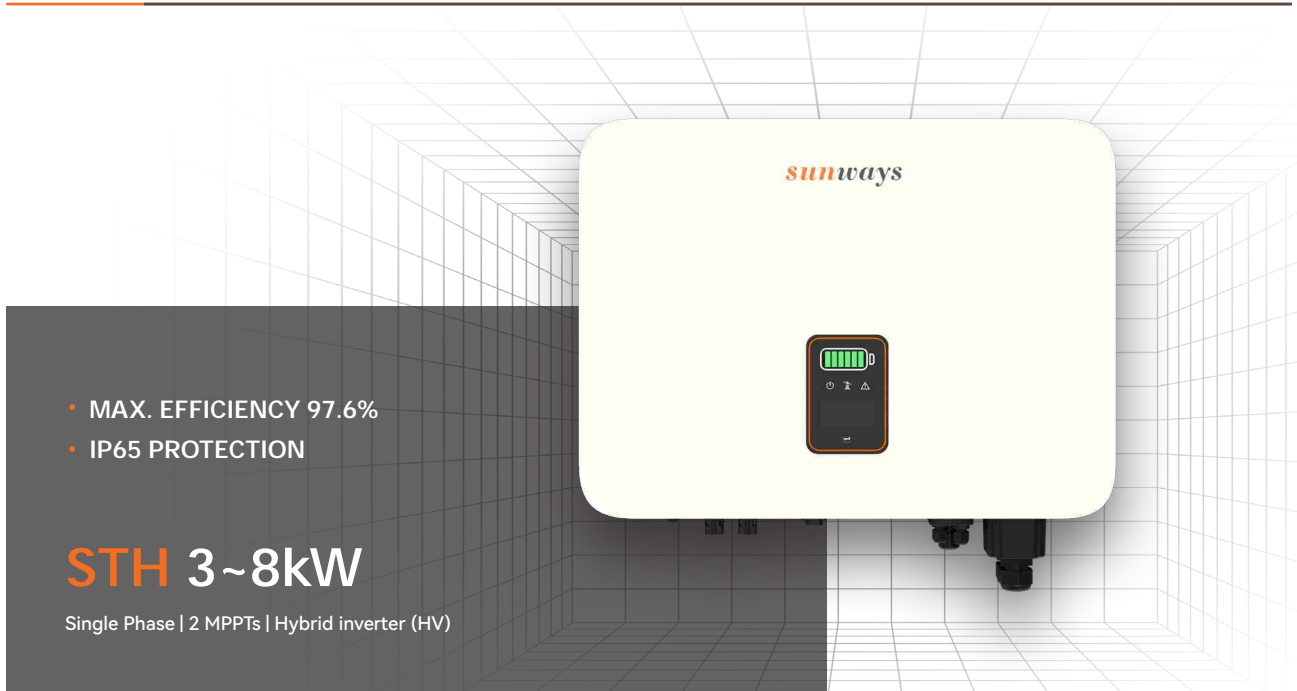 sunways
• MAX. EFFICIENCY 97.6%
• IP65 PROTECTION
STH 3~8kW
Single Phase | 2 MPPTs | Hybrid inverter (HV)